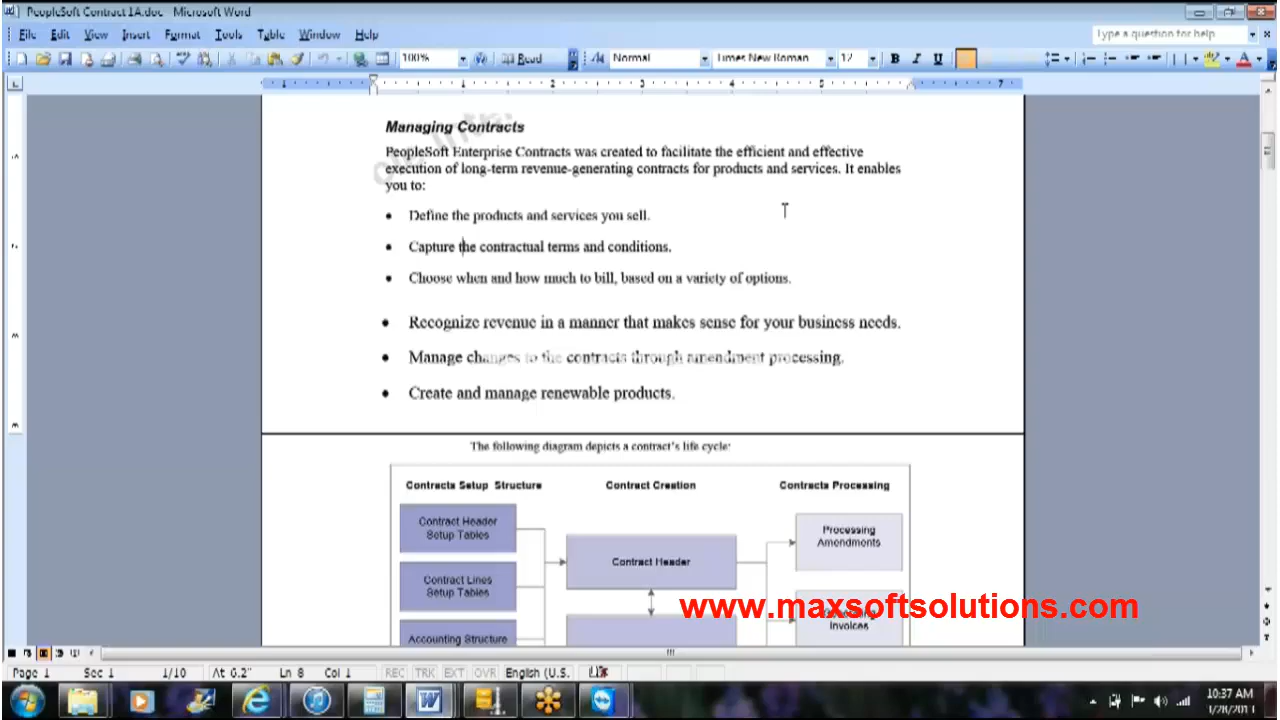 PeopleSoft Contract 1A.doc - Microsoft Word
File Edit View Insert Format Tools Table Window Help
Type a question for help
100% Read Normal Times New Roman 12 B I U A
1 1 2 3 4 5 7
Managing Contracts
PeopleSoft Enterprise Contracts was created to facilitate the efficient and effective
execution of long-term revenue-generating contracts for products and services. It enables
you to:
• Define the products and services you sell.
• Capture the contractual terms and conditions.
• Choose when and how much to bill, based on a variety of options.
• Recognize revenue in a manner that makes sense for your business needs.
• Manage changes to the contracts through amendment processing.
• Create and manage renewable products.
The following diagram depicts a contract's life cycle:
Contracts Setup Structure Contract Creation Contracts Processing
Contract Header
Setup Tables
Processing
Amendments
Contract Header
Contract Lines
Setup Tables
www.maxsoftsolutions.com
Invoices
Accounting Structure
Page 1 Sec 1 1/10 At 6.2" Ln 8 Col 1 REC TRK EXT OVR English (U.S.
10:37 AM